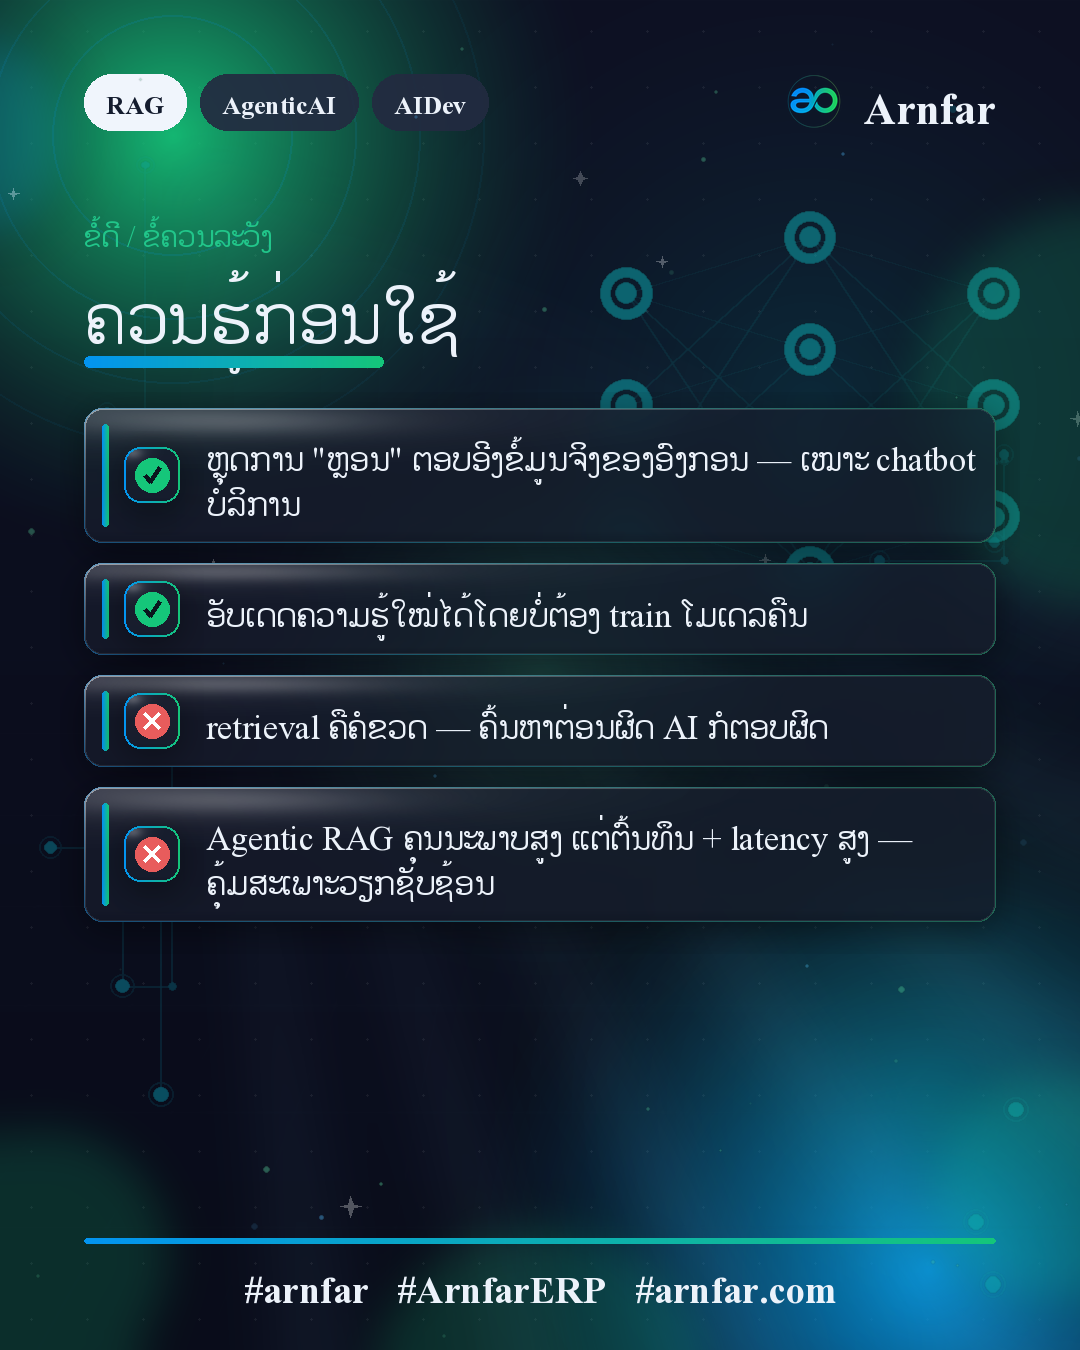 RAG AgenticAI AIDev
Arnfar
ຂໍ້ດີ / ຂໍ້ຄວນລະວັງ
ຄວນຮູ້ກ່ອນໃຊ້
ຫຼຸດການ "ຫຼອນ" ຕອບອີງຂໍ້ມູນຈິງຂອງອົງກອນ — ເໝາະ chatbot
ບໍລິການ
ອັບເດດຄວາມຮູ້ໃໝ່ໄດ້ໂດຍບໍ່ຕ້ອງ train ໂມເດລຄືນ
retrieval ຄືຄໍຂວດ — ຄົ້ນຫາຕ່ອນຜິດ AI ກໍຕອບຜິດ
Agentic RAG ຄຸນນະພາບສູງ ແຕ່ຕົ້ນທຶນ + latency ສູງ —
ຄຸ້ມສະເພາະວຽກຊັບຊ້ອນ
#arnfar #ArnfarERP #arnfar.com